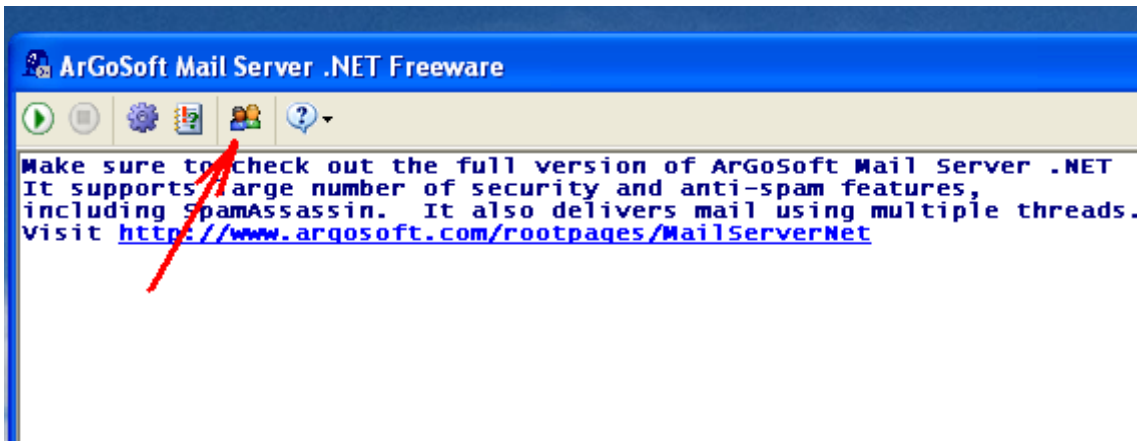 ArGoSoft Mail Server .NET Freeware
Make sure to check out the full version of ArGoSoft Mail Server .NET
It supports large number of security and anti-spam features,
including SpamAssassin. It also delivers mail using multiple threads.
Visit http://www.argosoft.com/rootpages/MailServerNet